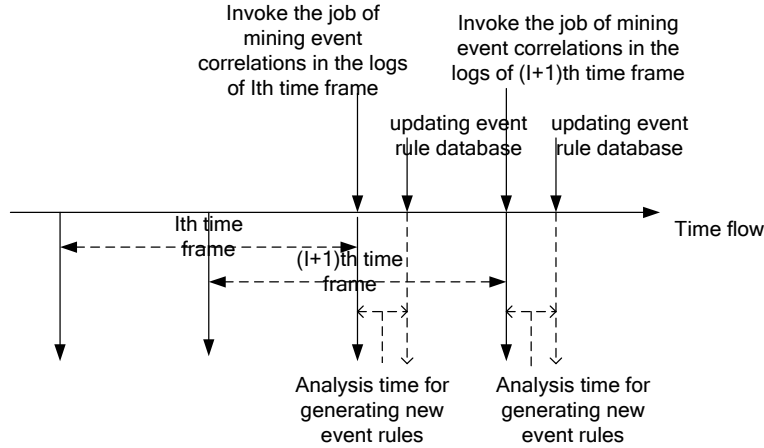 Invoke the job of
mining event
correlations in the logs
of Ith time frame
Invoke the job of mining
event correlations in the
logs of (I+1)th time frame
updating event
rule database
updating event
rule database
Time flow
Ith time
frame
(I+1)th time
frame
Analysis time for
generating new
event rules
Analysis time for
generating new
event rules